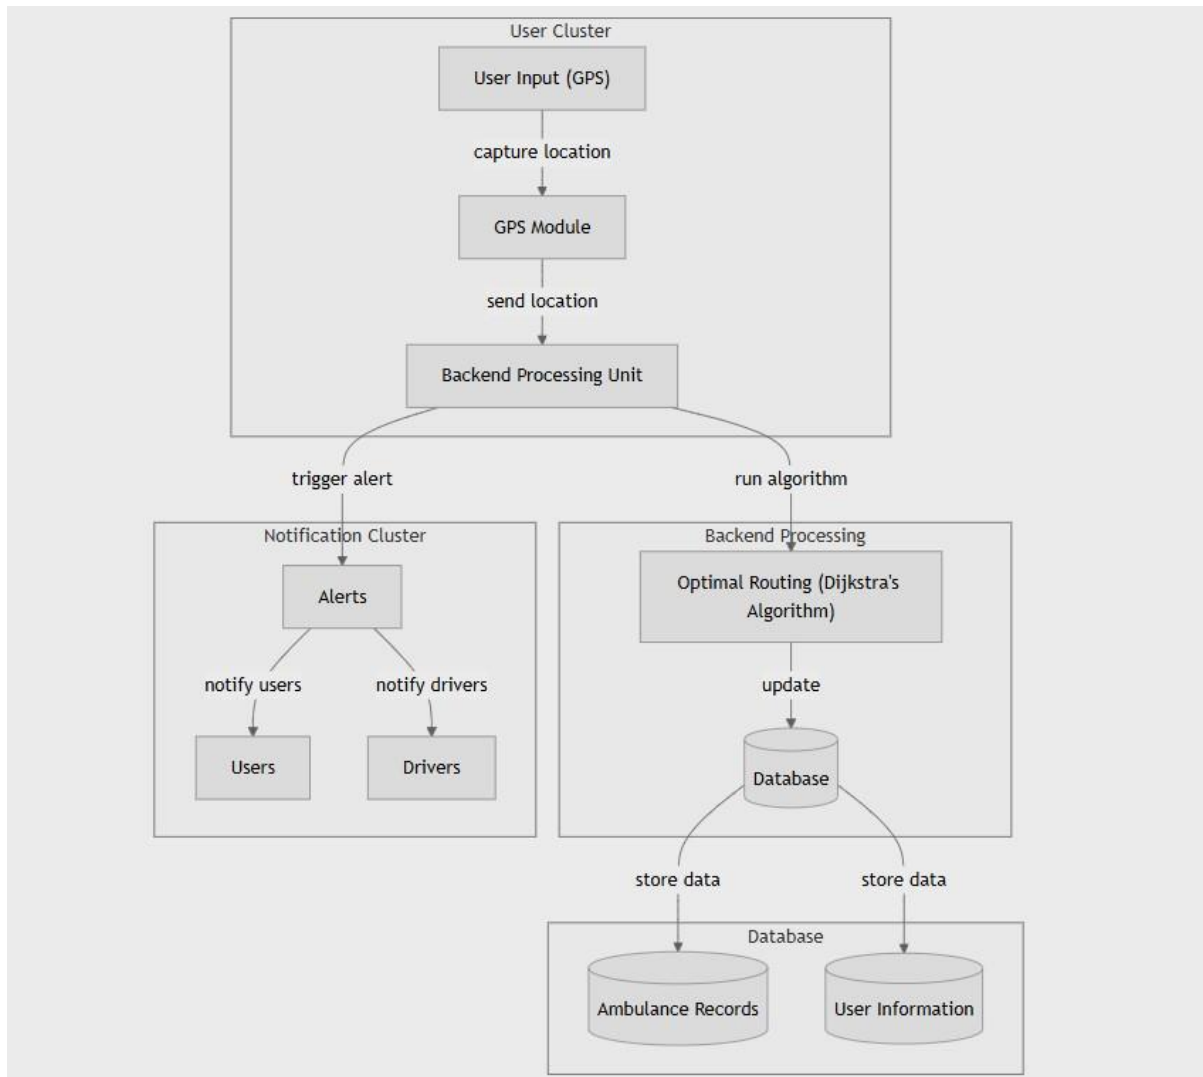 User Cluster
User Input (GPS)
capture location
GPS Module
send location
Backend Processing Unit
trigger alert
run algorithm
Notification Cluster
Backend Processing
Alerts
Optimal Routing (Dijkstra's
Algorithm)
notify users
notify drivers
update
Users
Drivers
Database
store data
store data
Database
Ambulance Records
User Information